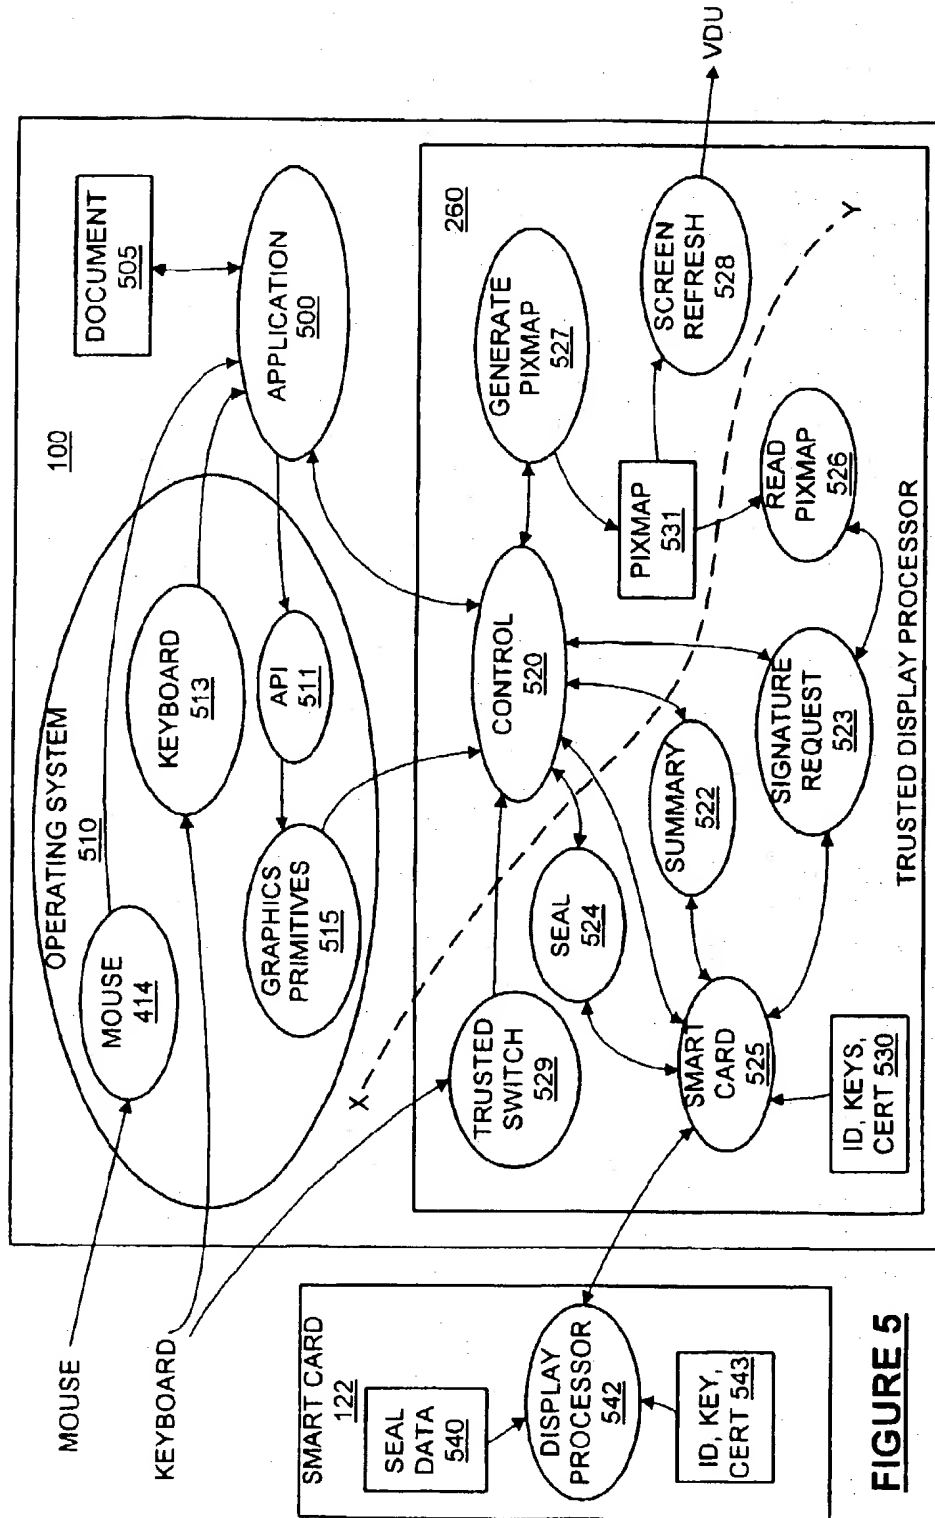 MOUSE
KEYBOARD
100
OPERATING SYSTEM
510
MOUSE
414
KEYBOARD
513
GRAPHICS
PRIMITIVES
515
API
511
APPLICATION
500
DOCUMENT
505
X
Y
260
TRUSTED
SWITCH
529
CONTROL
520
GENERATE
PIXMAP
527
SEAL
524
PIXMAP
531
SCREEN
REFRESH
528
VDU
SUMMARY
522
SMART
CARD
525
SIGNATURE
REQUEST
523
READ
PIXMAP
526
ID, KEYS,
CERT 530
TRUSTED DISPLAY PROCESSOR
SMART CARD
122
SEAL
DATA
540
DISPLAY
PROCESSOR
542
ID, KEY,
CERT 543
FIGURE 5